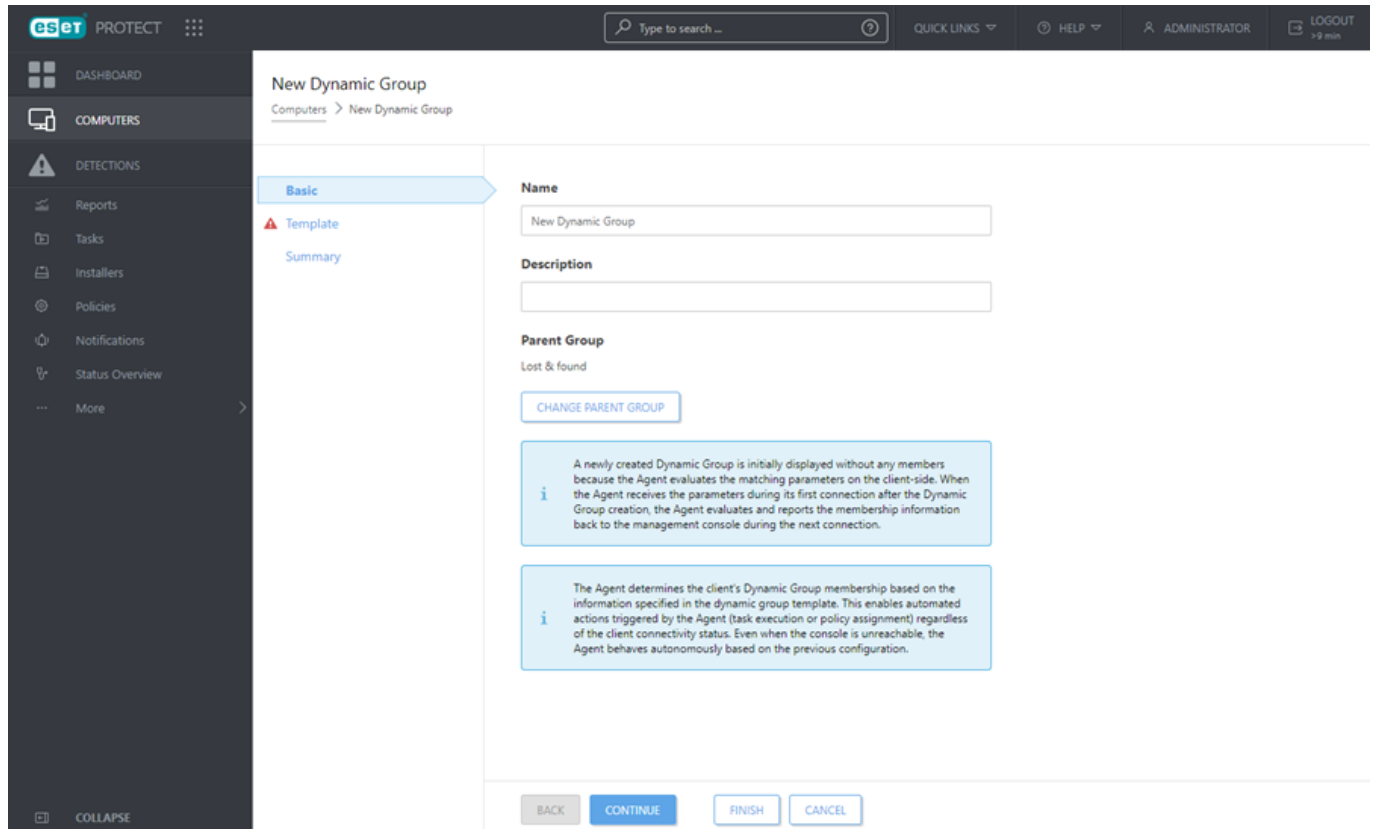 eset PROTECT
Type to search ...
QUICK LINKS
HELP
ADMINISTRATOR
LOGOUT
>9 min
DASHBOARD
COMPUTERS
DETECTIONS
Reports
Tasks
Installers
Policies
Notifications
Status Overview
More
COLLAPSE
New Dynamic Group
Computers > New Dynamic Group
Basic
Template
Summary
Name
New Dynamic Group
Description
Parent Group
Lost & found
CHANGE PARENT GROUP
A newly created Dynamic Group is initially displayed without any members
because the Agent evaluates the matching parameters on the client-side. When
the Agent receives the parameters during its first connection after the Dynamic
Group creation, the Agent evaluates and reports the membership information
back to the management console during the next connection.
The Agent determines the client's Dynamic Group membership based on the
information specified in the dynamic group template. This enables automated
actions triggered by the Agent (task execution or policy assignment) regardless
of the client connectivity status. Even when the console is unreachable, the
Agent behaves autonomously based on the previous configuration.
BACK
CONTINUE
FINISH
CANCEL